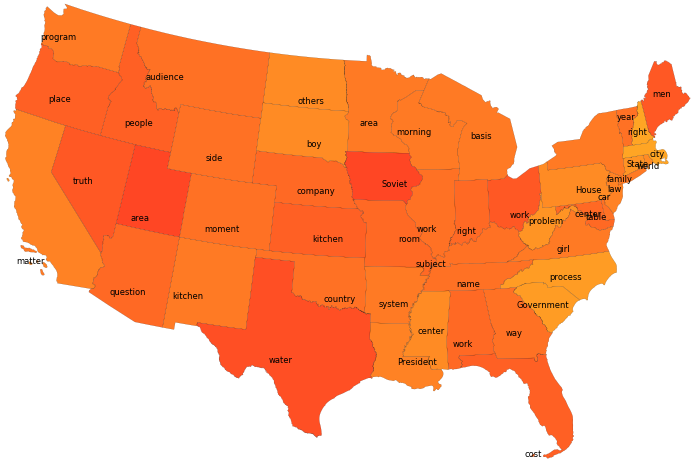 program
place
people
audience
others
boy
side
company
kitchen
truth
area
moment
matter
question
kitchen
water
country
system
President
center
work
way
name
subject
room
work
Soviet
area
morning
basis
right
work
problem
girl
process
Government
cost
men
year
right
city
State
world
family
law
House
car
center
table